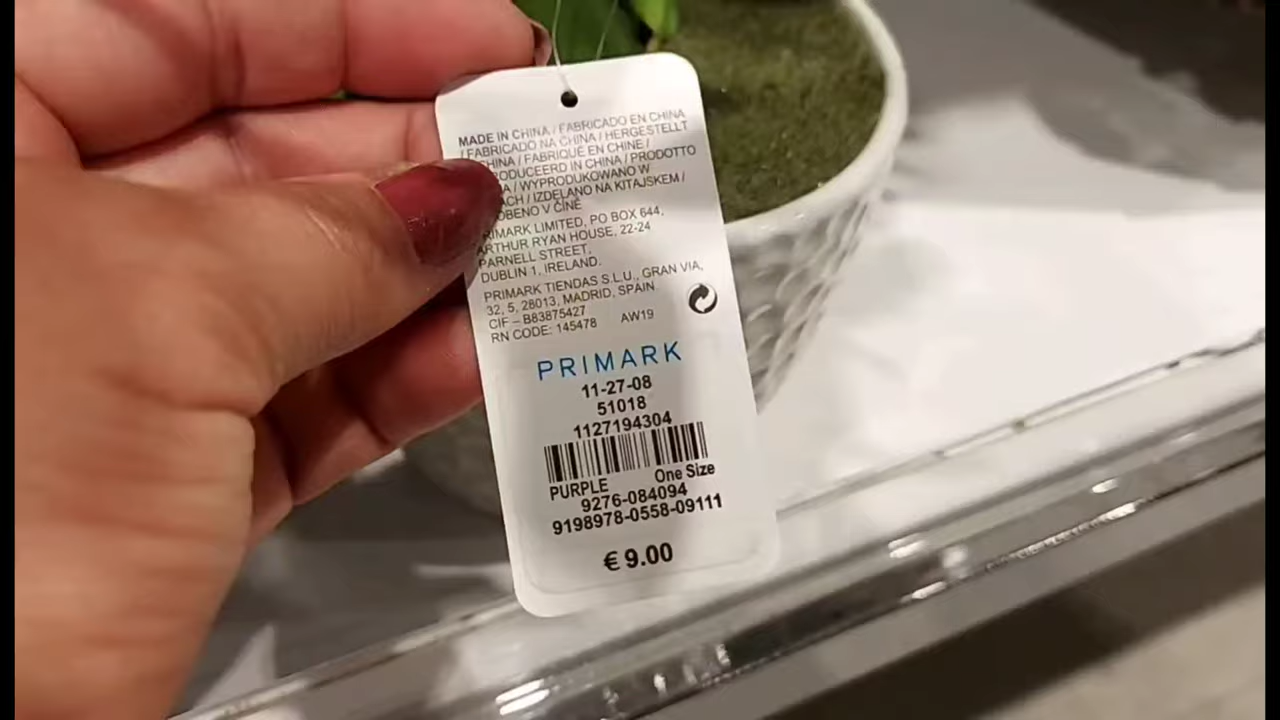 MADE IN CHINA / FABRICADO EN CHINA
/ FABRICADO NA CHINA / HERGESTELLT
CHINA / FABRIQUÉ EN CHINE /
RODUCEERD IN CHINA / PRODOTTO
/ WYPRODUKOWANO W
ACH / IZDELANO NA KITAJSKEM /
OBENO V ČÍNĚ
RIMARK LIMITED, PO BOX 644,
ARTHUR RYAN HOUSE, 22-24
PARNELL STREET,
DUBLIN 1, IRELAND.
PRIMARK TIENDAS S.L.U., GRAN VIA,
32, 5, 28013, MADRID, SPAIN
CIF – B83875427
RN CODE: 145478 AW19
PRIMARK
11-27-08
51018
1127194304
PURPLE One Size
9276-084094
9198978-0558-09111
€ 9.00